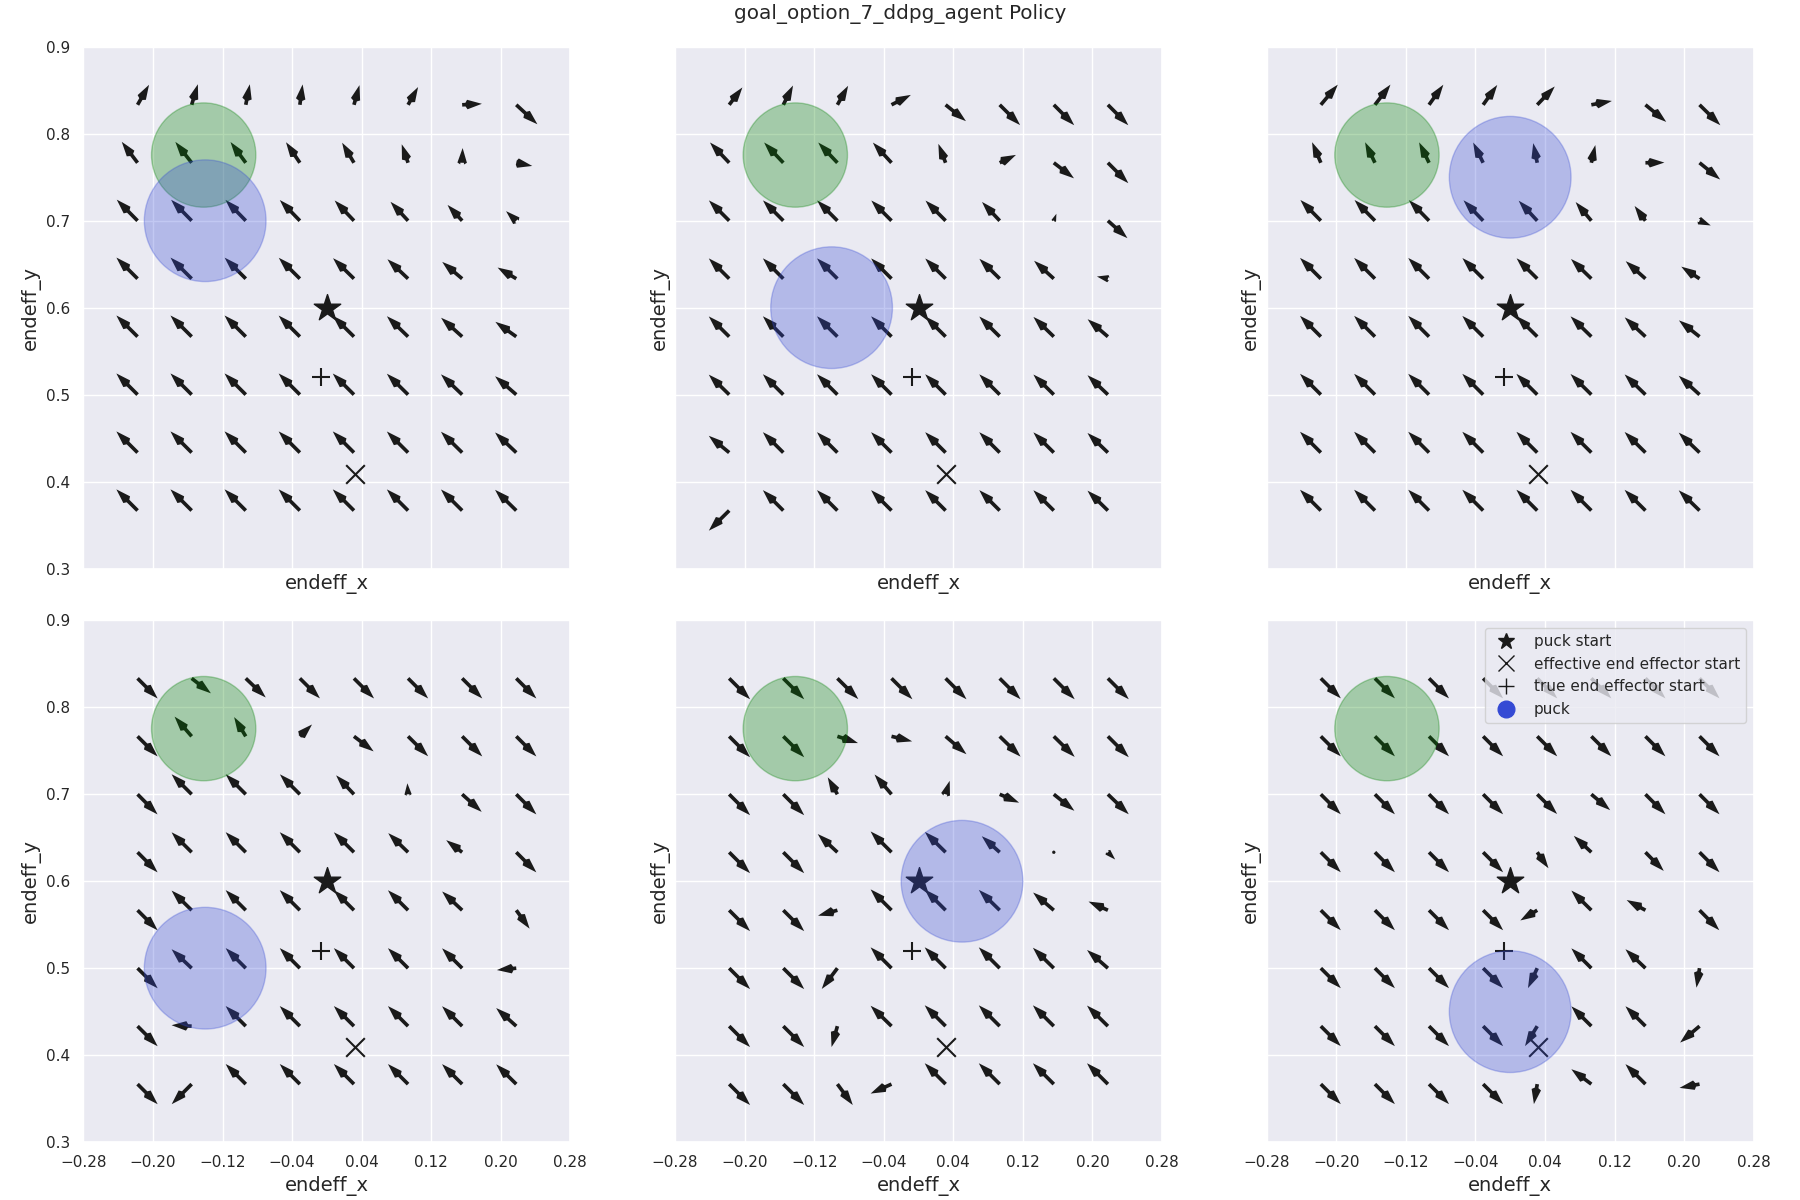 goal_option_7_ddpg_agent Policy
0.9
0.8
0.7
0.6
0.5
0.4
0.3
endeff_y
endeff_x
endeff_y
endeff_x
endeff_y
endeff_x
0.9
0.8
0.7
0.6
0.5
0.4
0.3
endeff_y
−0.28 −0.20 −0.12 −0.04 0.04 0.12 0.20 0.28
endeff_x
endeff_y
−0.28 −0.20 −0.12 −0.04 0.04 0.12 0.20 0.28
endeff_x
puck start
effective end effector start
true end effector start
puck
endeff_y
−0.28 −0.20 −0.12 −0.04 0.04 0.12 0.20 0.28
endeff_x